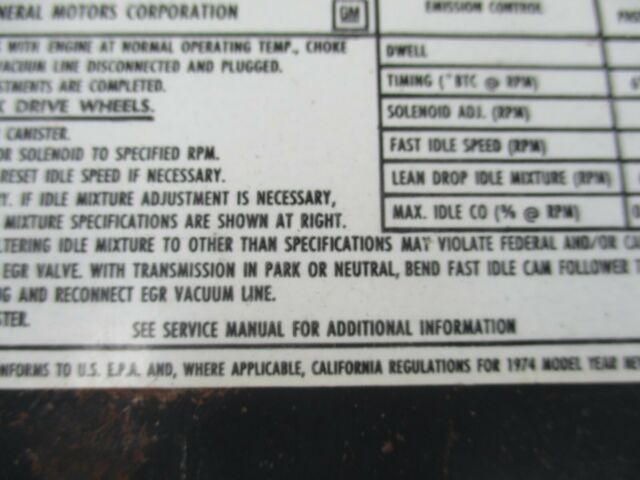 NERAL MOTORS CORPORATION GM EMISSION CONTROL
S WITH ENGINE AT NORMAL OPERATING TEMP., CHOKE
VACUUM LINE DISCONNECTED AND PLUGGED.
STMENTS ARE COMPLETED.
K DRIVE WHEELS.
CANISTER.
OR SOLENOID TO SPECIFIED RPM.
RESET IDLE SPEED IF NECESSARY.
Y. IF IDLE MIXTURE ADJUSTMENT IS NECESSARY,
MIXTURE SPECIFICATIONS ARE SHOWN AT RIGHT.
DWELL
TIMING (°BTC @ RPM)
SOLENOID ADJ. (RPM)
FAST IDLE SPEED (RPM)
LEAN DROP IDLE MIXTURE (RPM)
MAX. IDLE CO (% @ RPM)
LTERING IDLE MIXTURE TO OTHER THAN SPECIFICATIONS MAY VIOLATE FEDERAL AND/OR CA
EGR VALVE. WITH TRANSMISSION IN PARK OR NEUTRAL, BEND FAST IDLE CAM FOLLOWER T
G AND RECONNECT EGR VACUUM LINE.
STER.
SEE SERVICE MANUAL FOR ADDITIONAL INFORMATION
NFORMS TO U.S. E.P.A. AND, WHERE APPLICABLE, CALIFORNIA REGULATIONS FOR 1974 MODEL YEAR NE